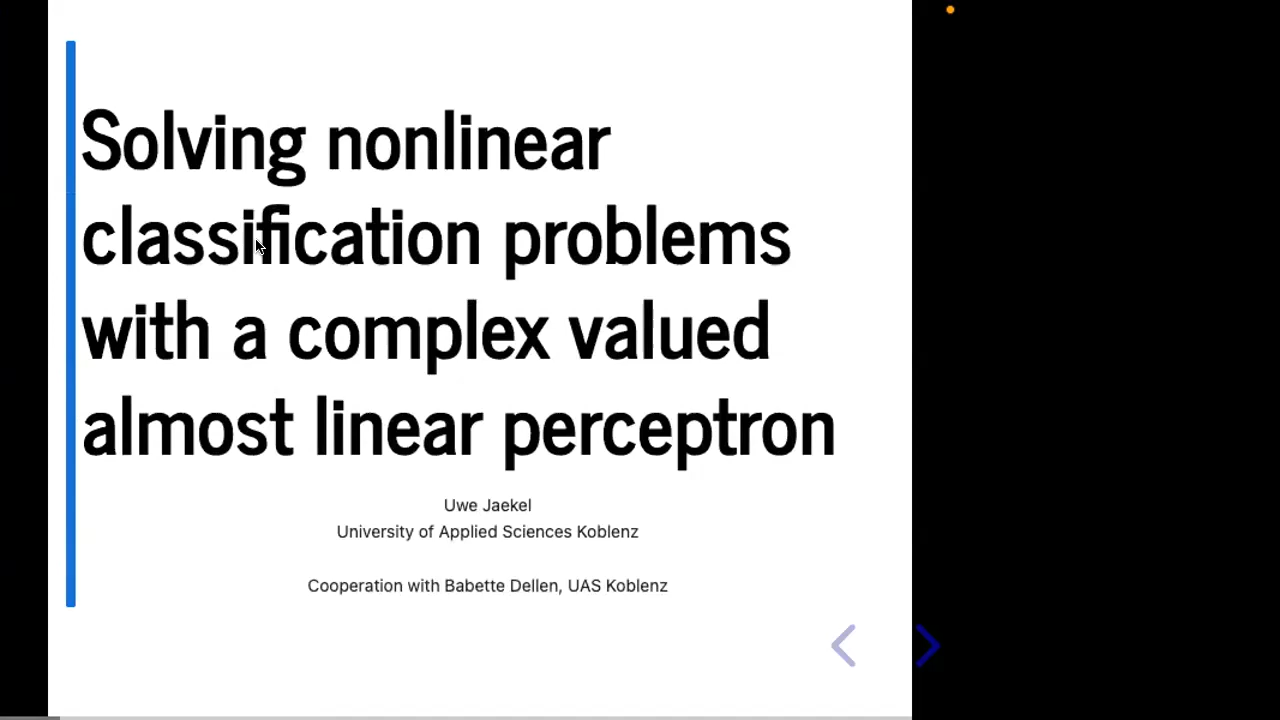 Solving nonlinear
classification problems
with a complex valued
almost linear perceptron
Uwe Jaekel
University of Applied Sciences Koblenz
Cooperation with Babette Dellen, UAS Koblenz